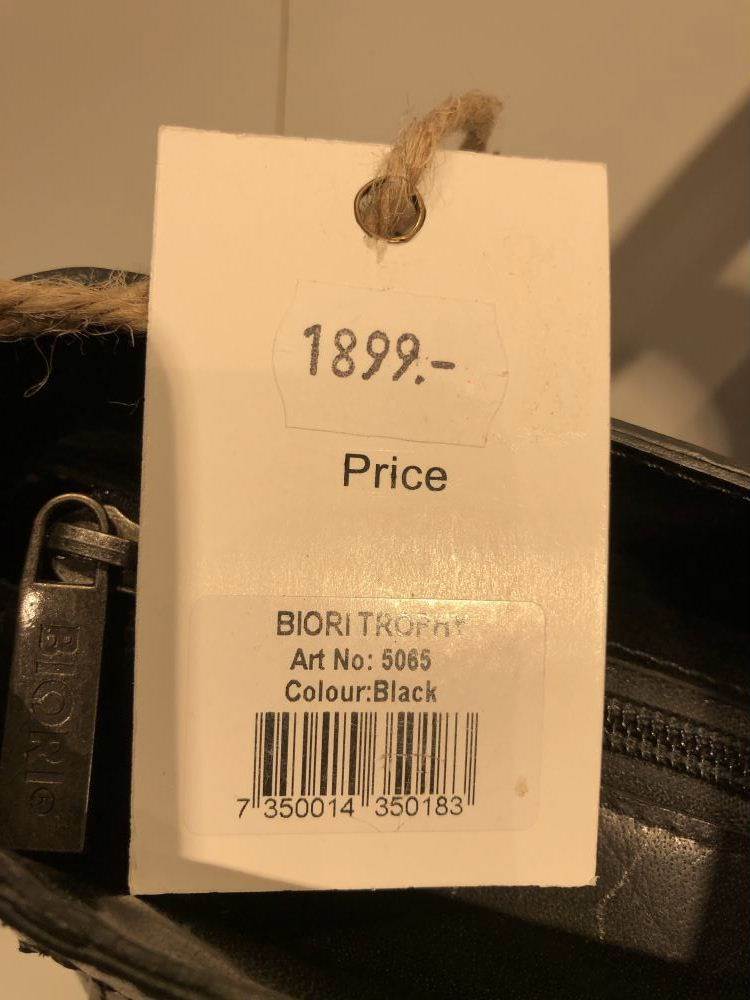 1899.-
Price
BIORI TROPHY
Art No: 5065
Colour:Black
7 350014 350183
BIORI®